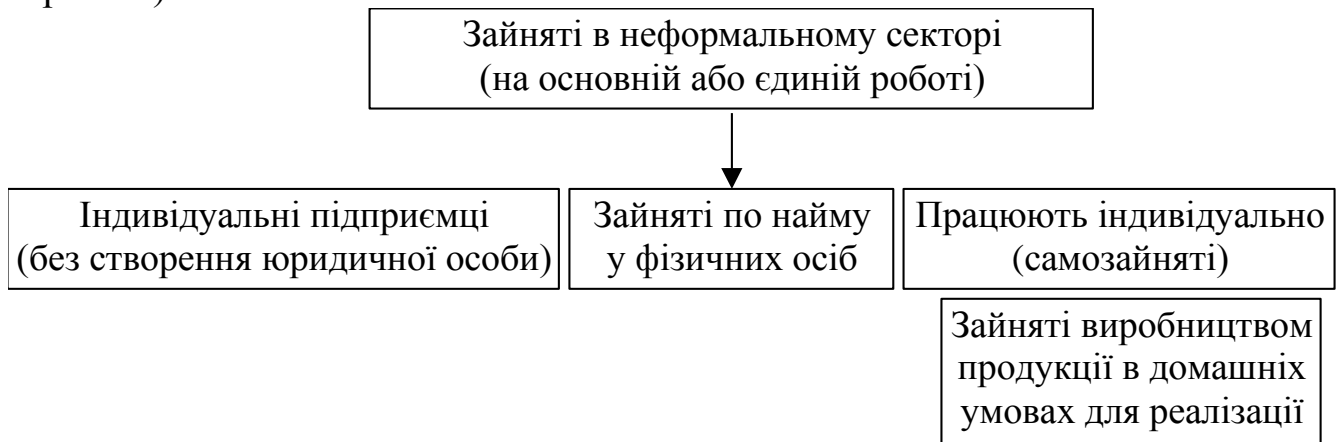 Зайняті в неформальному секторі
(на основній або єдиній роботі)
Індивідуальні підприємці
(без створення юридичної особи)
Зайняті по найму
у фізичних осіб
Працюють індивідуально
(самозайняті)
Зайняті виробництвом
продукції в домашніх
умовах для реалізації